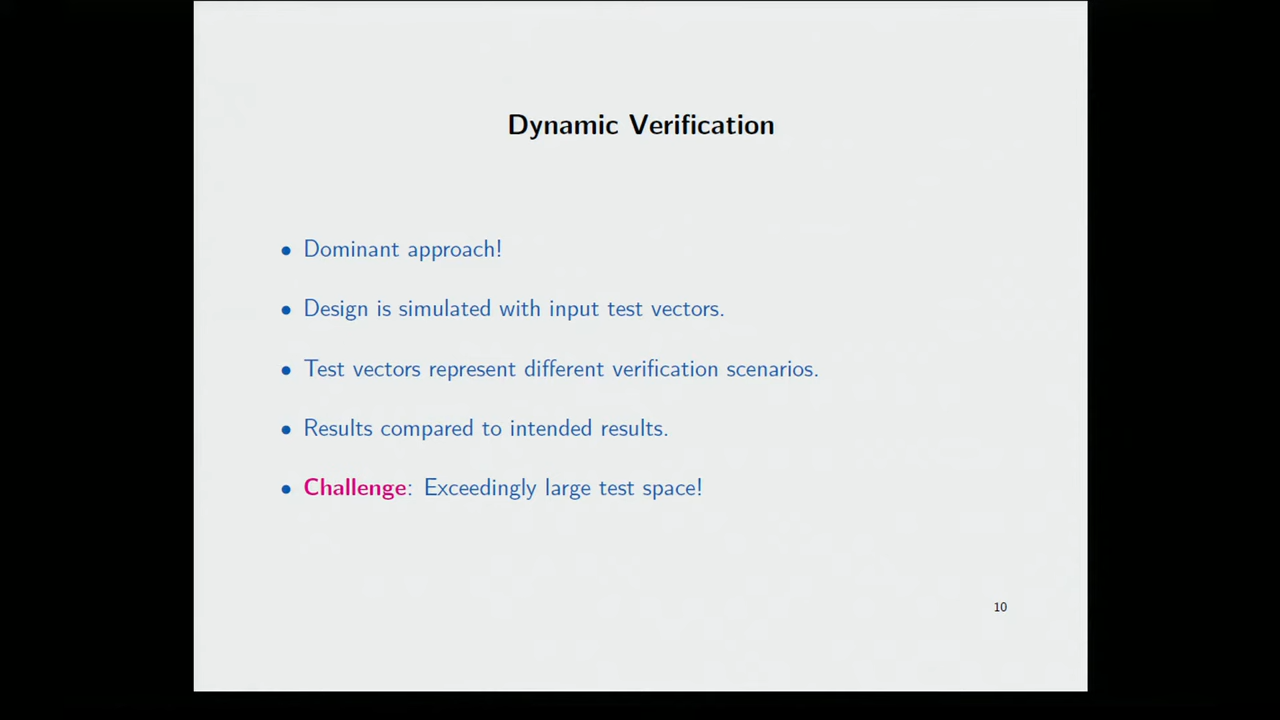 Dynamic Verification
• Dominant approach!
• Design is simulated with input test vectors.
• Test vectors represent different verification scenarios.
• Results compared to intended results.
• Challenge: Exceedingly large test space!
10